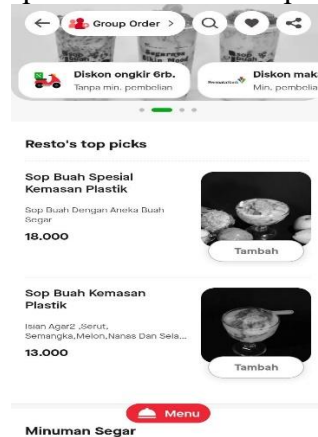 Group Order >
Diskon ongkir 6rb.
Tanpa min. pembelian
Diskon mak
Min. pembelia
Resto's top picks
Sop Buah Spesial
Kemasan Plastik
Sop Buah Dengan Aneka Buah
Segar
18.000
Tambah
Sop Buah Kemasan
Plastik
Isian Agar2 ,Serut,
Semangka,Melon,Nanas Dan Sela...
13.000
Tambah
Menu
Minuman Segar